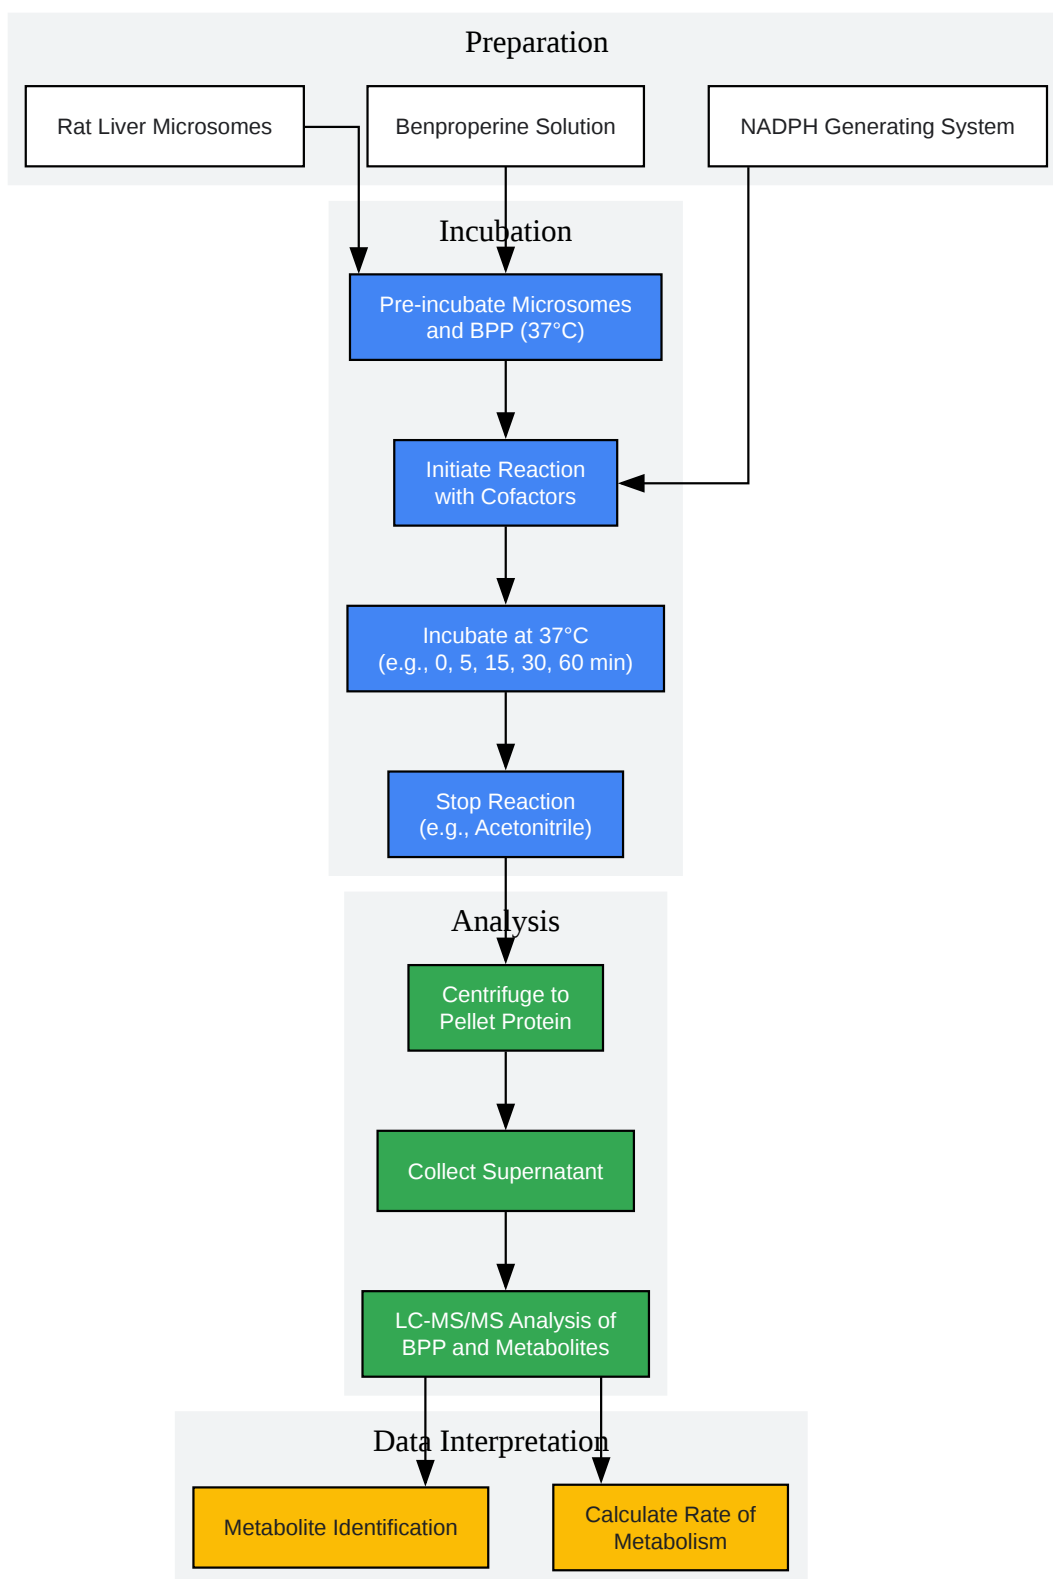 Preparation
Rat Liver Microsomes
Benproperine Solution
NADPH Generating System
Incubation
Pre-incubate Microsomes
and BPP (37°C)
Initiate Reaction
with Cofactors
Incubate at 37°C
(e.g., 0, 5, 15, 30, 60 min)
Stop Reaction
(e.g., Acetonitrile)
Analysis
Centrifuge to
Pellet Protein
Collect Supernatant
LC-MS/MS Analysis of
BPP and Metabolites
Data Interpretation
Metabolite Identification
Calculate Rate of
Metabolism